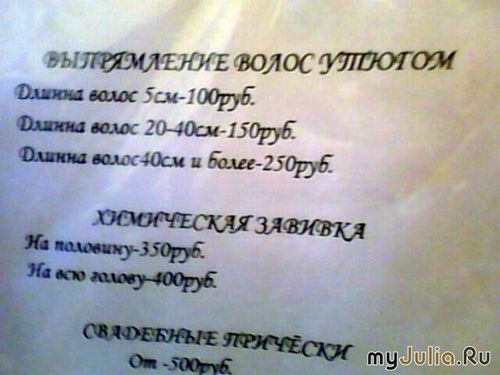 ВЫПРЯМЛЕНИЕ ВОЛОС УТЮГОМ
Длинна волос 5см-100руб.
Длинна волос 20-40см-150руб.
Длинна волос40см и более-250руб.
ХИМИЧЕСКАЯ ЗАВИВКА
На половину-350руб.
На всю голову-400руб.
СВАДЕБНЫЕ ПРИЧЁСКИ
От -500руб.
myJulia.Ru